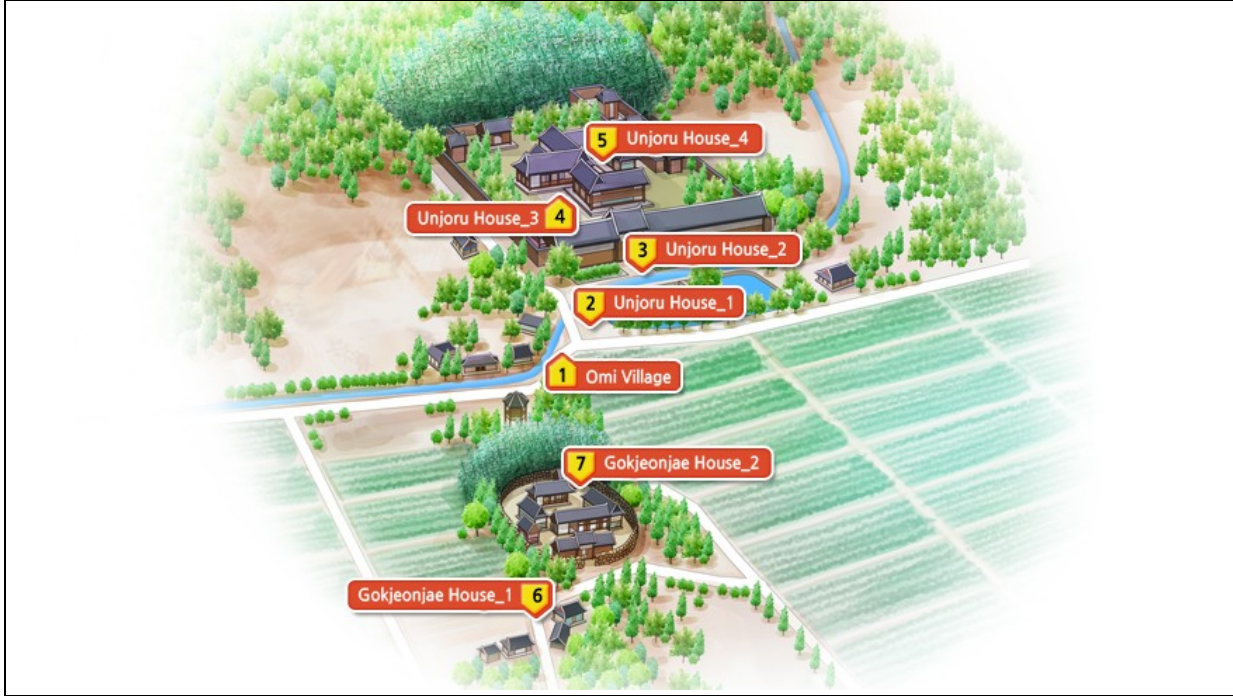 5 Unjoru House_4
Unjoru House_3 4
3 Unjoru House_2
2 Unjoru House_1
1 Omi Village
7 Gokjeonjae House_2
Gokjeonjae House_1 6